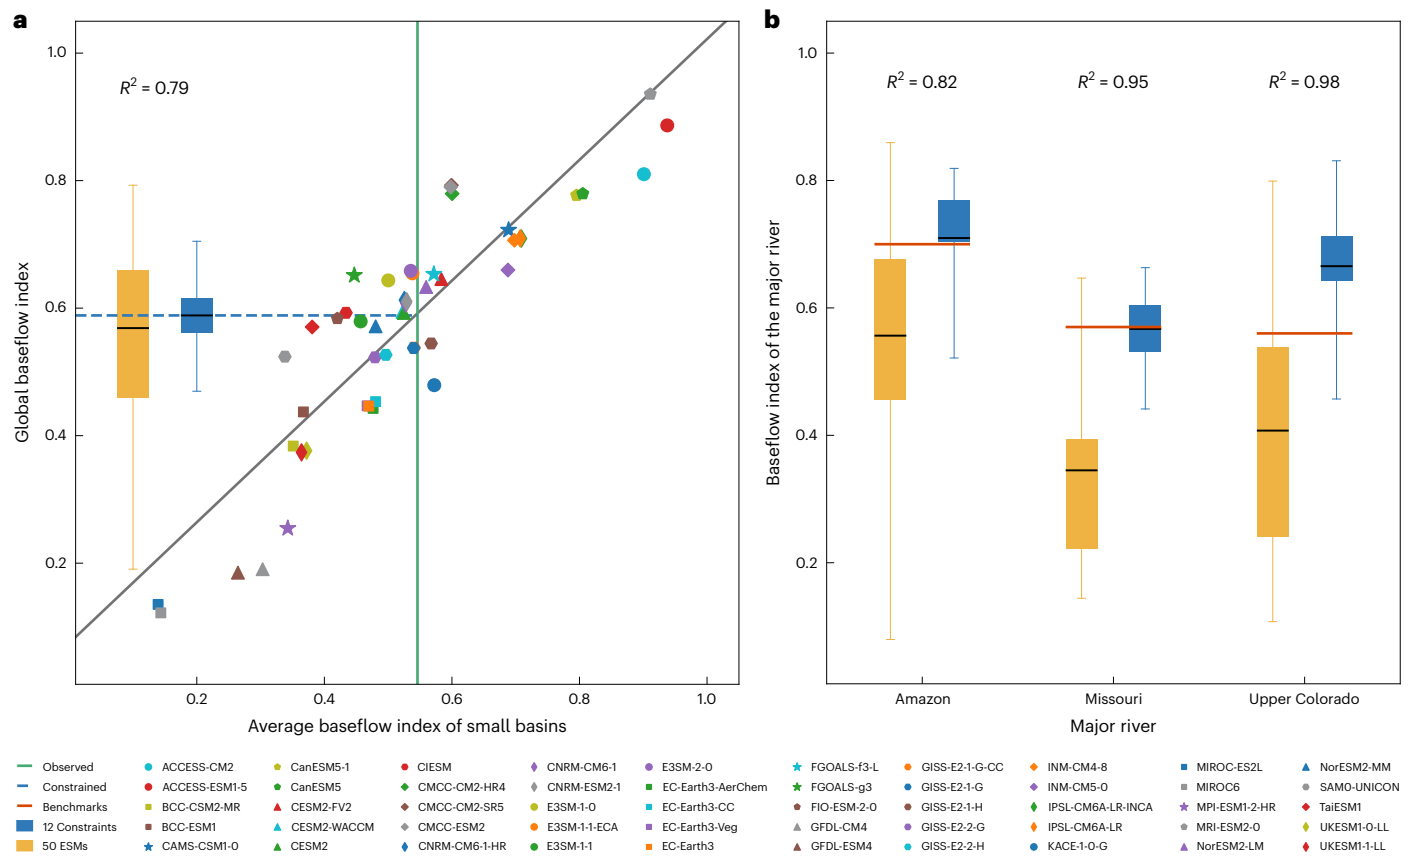 a
b
R² = 0.79
Global baseflow index
1.0
0.8
0.6
0.4
0.2
0.2 0.4 0.6 0.8 1.0
Average baseflow index of small basins
R² = 0.82 R² = 0.95 R² = 0.98
Baseflow index of the major river
1.0
0.8
0.6
0.4
0.2
Amazon Missouri Upper Colorado
Major river
Observed ACCESS-CM2 CanESM5-1 CIESM CNRM-CM6-1 E3SM-2-0 FGOALS-f3-L GISS-E2-1-G-CC INM-CM4-8 MIROC-ES2L NorESM2-MM
Constrained ACCESS-ESM1-5 CanESM5 CMCC-CM2-HR4 CNRM-ESM2-1 EC-Earth3-AerChem FGOALS-g3 GISS-E2-1-G INM-CM5-0 MIROC6 SAM0-UNICON
Benchmarks BCC-CSM2-MR CESM2-FV2 CMCC-CM2-SR5 E3SM-1-0 EC-Earth3-CC FIO-ESM-2-0 GISS-E2-1-H IPSL-CM6A-LR-INCA MPI-ESM1-2-HR TaiESM1
12 Constraints BCC-ESM1 CESM2-WACCM CMCC-ESM2 E3SM-1-1-ECA EC-Earth3-Veg GFDL-CM4 GISS-E2-2-G IPSL-CM6A-LR MRI-ESM2-0 UKESM1-0-LL
50 ESMs CAMS-CSM1-0 CESM2 CNRM-CM6-1-HR E3SM-1-1 EC-Earth3 GFDL-ESM4 GISS-E2-2-H KACE-1-0-G NorESM2-LM UKESM1-1-LL